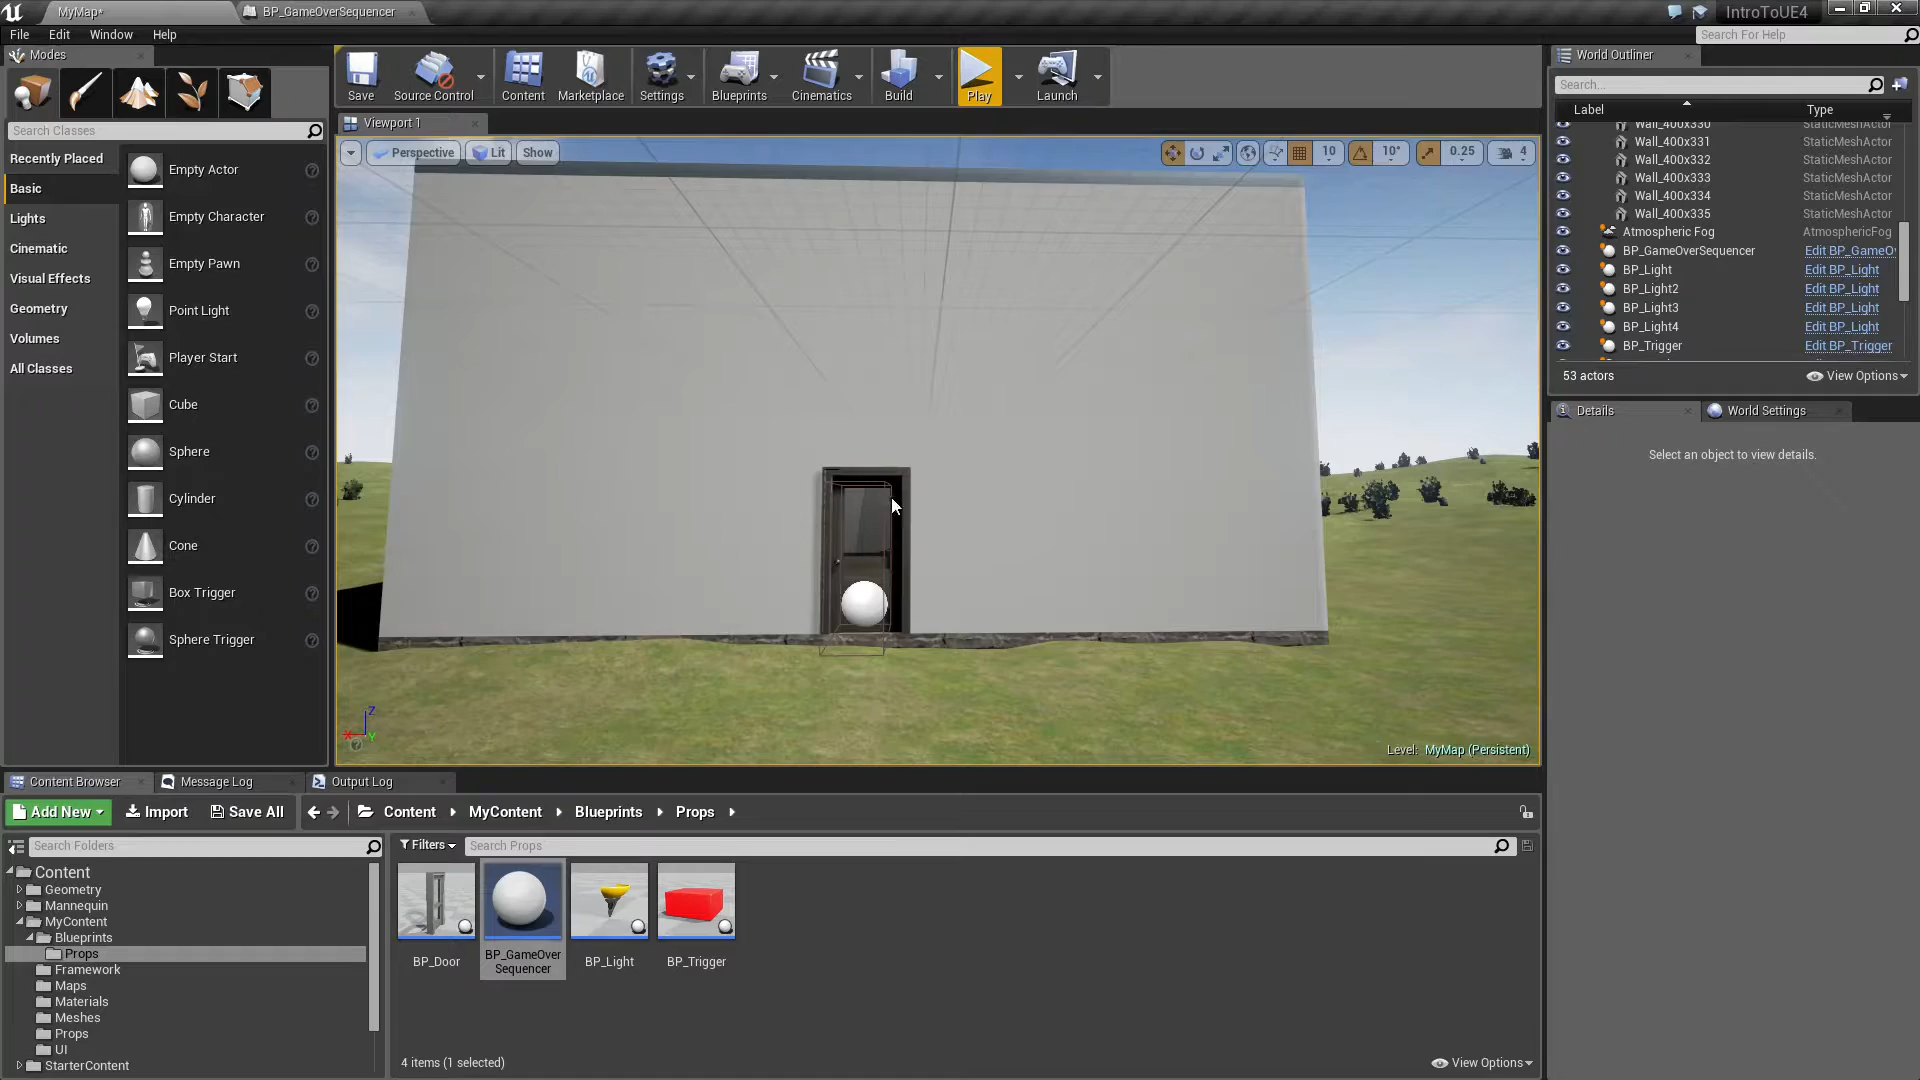 MyMap*
BP_GameOverSequencer
IntroToUE4
File Edit Window Help
Search For Help
Modes
Save
Source Control
Content
Marketplace
Settings
Blueprints
Cinematics
Build
Play
Launch
World Outliner
Search...
Label Type
Search Classes
Viewport 1
Perspective
Lit
Show
10
10°
0.25
4
Recently Placed
Basic
Lights
Cinematic
Visual Effects
Geometry
Volumes
All Classes
Empty Actor
Empty Character
Empty Pawn
Point Light
Player Start
Cube
Sphere
Cylinder
Cone
Box Trigger
Sphere Trigger
Wall_400x330 StaticMeshActor
Wall_400x331 StaticMeshActor
Wall_400x332 StaticMeshActor
Wall_400x333 StaticMeshActor
Wall_400x334 StaticMeshActor
Wall_400x335 StaticMeshActor
Atmospheric Fog AtmosphericFog
BP_GameOverSequencer Edit BP_GameOv
BP_Light Edit BP_Light
BP_Light2 Edit BP_Light
BP_Light3 Edit BP_Light
BP_Light4 Edit BP_Light
BP_Trigger Edit BP_Trigger
53 actors
View Options
Details
World Settings
Select an object to view details.
Z
X
Y
Level: MyMap (Persistent)
Content Browser
Message Log
Output Log
Add New
Import
Save All
Content
MyContent
Blueprints
Props
Search Folders
Filters
Search Props
Content
Geometry
Mannequin
MyContent
Blueprints
Props
Framework
Maps
Materials
Meshes
Props
UI
StarterContent
BP_Door
BP_GameOver
Sequencer
BP_Light
BP_Trigger
4 items (1 selected)
View Options